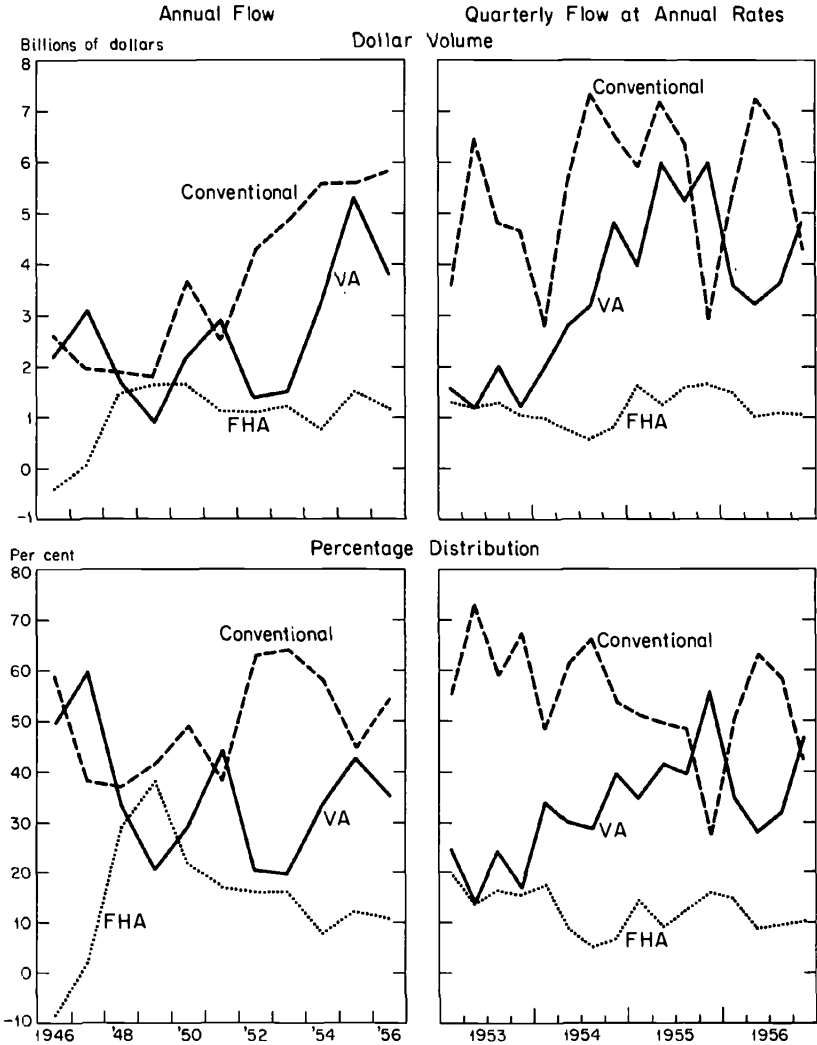 Annual Flow
Quarterly Flow at Annual Rates
Billions of dollars
Dollar Volume
8
7
6
5
4
3
2
1
0
-1
Conventional
VA
FHA
Conventional
VA
FHA
Per cent
Percentage Distribution
80
70
60
50
40
30
20
10
0
-10
Conventional
VA
FHA
Conventional
VA
FHA
1946 '48 '50 '52 '54 '56
1953 1954 1955 1956